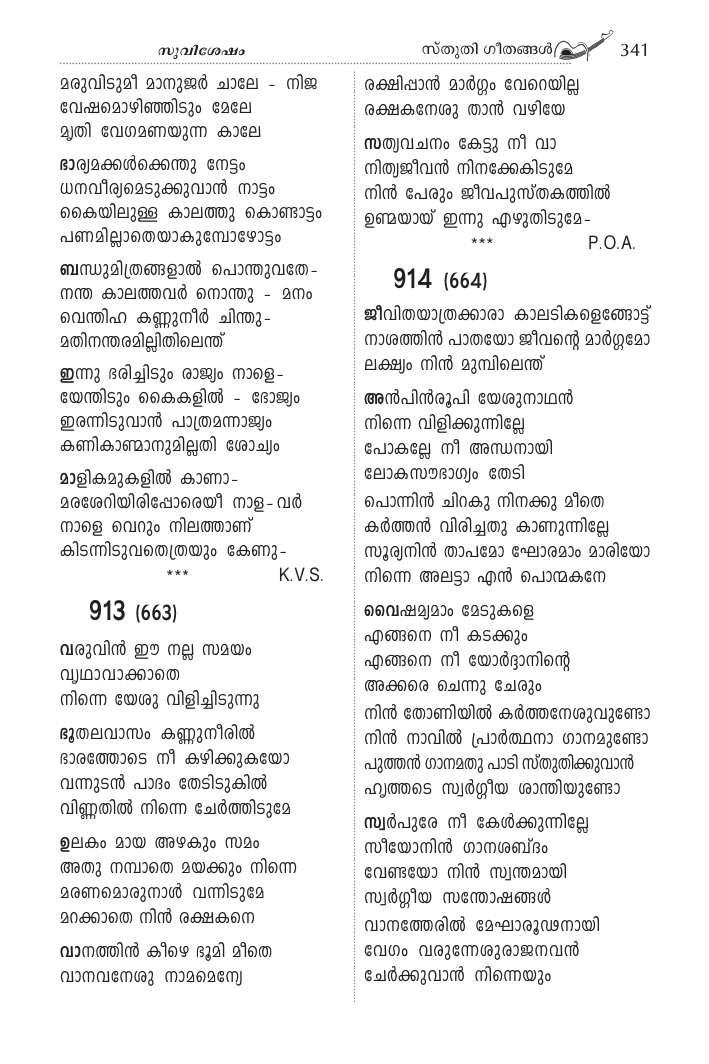 സുവിശേഷം
സ്തുതി ഗീതങ്ങൾ 341
മരുവിടുമീ മാനുജർ ചാലേ - നിജ
വേഷമൊഴിഞ്ഞിടും മേലേ
മൃതി വേഗമണയുന്ന കാലേ
ഭാര്യമക്കൾക്കെന്തു നേട്ടം
ധനവീര്യമെടുക്കുവാൻ നാട്ടം
കൈയിലുള്ള കാലത്തു കൊണ്ടാട്ടം
പണമില്ലാതെയാകുമ്പോഴോട്ടം
ബന്ധുമിത്രങ്ങളാൽ പൊന്തുവതേ-
നന്ത കാലത്തവർ നൊന്തു - മനം
വെന്തിഹ കണ്ണുനീർ ചിന്തു-
മതിനന്തരമില്ലിതിലെന്ത്
ഇന്നു ഭരിച്ചിടും രാജ്യം നാളെ-
യേന്തിടും കൈകളിൽ - ഭോജ്യം
ഇരന്നിടുവാൻ പാത്രമന്നാജ്യം
കണികാണ്മാനുമില്ലതി ശോച്യം
മാളികമുകളിൽ കാണാ-
മരശേറിയിരിപ്പോരെയീ നാള-വർ
നാളെ വെറും നിലത്താണ്
കിടന്നിടുവതെത്രയും കേണു-
*** K.V.S.
913 (663)
വരുവിൻ ഈ നല്ല സമയം
വൃഥാവാക്കാതെ
നിന്നെ യേശു വിളിച്ചിടുന്നു
ഭൂതലവാസം കണ്ണുനീരിൽ
ഭാരത്തോടെ നീ കഴിക്കുകയോ
വന്നുടൻ പാദം തേടിടുകിൽ
വിണ്ണതിൽ നിന്നെ ചേർത്തിടുമേ
ഉലകം മായ അഴകും സമം
അതു നമ്പാതെ മയക്കും നിന്നെ
മരണമൊരുനാൾ വന്നിടുമേ
മറക്കാതെ നിൻ രക്ഷകനെ
വാനത്തിൻ കീഴെ ഭൂമി മീതെ
വാനവനേശു നാമമെന്യേ
രക്ഷിപ്പാൻ മാർഗ്ഗം വേറെയില്ല
രക്ഷകനേശു താൻ വഴിയേ
സത്യവചനം കേട്ടു നീ വാ
നിത്യജീവൻ നിനക്കേകിടുമേ
നിൻ പേരും ജീവപുസ്തകത്തിൽ
ഉണ്മയായ് ഇന്നു എഴുതിടുമേ-
*** P.O.A.
914 (664)
ജീവിതയാത്രക്കാരാ കാലടികളെങ്ങോട്ട്
നാശത്തിൻ പാതയോ ജീവന്റെ മാർഗ്ഗമോ
ലക്ഷ്യം നിൻ മുമ്പിലെന്ത്
അൻപിൻരൂപി യേശുനാഥൻ
നിന്നെ വിളിക്കുന്നില്ലേ
പോകല്ലേ നീ അന്ധനായി
ലോകസൗഭാഗ്യം തേടി
പൊന്നിൻ ചിറകു നിനക്കു മീതെ
കർത്തൻ വിരിച്ചതു കാണുന്നില്ലേ
സൂര്യനിൻ താപമോ ഘോരമാം മാരിയോ
നിന്നെ അലട്ടാ എൻ പൊന്മകനേ
വൈഷമ്യമാം മേടുകളെ
എങ്ങനെ നീ കടക്കും
എങ്ങനെ നീ യോർദ്ദാനിന്റെ
അക്കരെ ചെന്നു ചേരും
നിൻ തോണിയിൽ കർത്തനേശുവുണ്ടോ
നിൻ നാവിൽ പ്രാർത്ഥനാ ഗാനമുണ്ടോ
പുത്തൻ ഗാനമതു പാടി സ്തുതിക്കുവാൻ
ഹൃത്തടെ സ്വർഗ്ഗീയ ശാന്തിയുണ്ടോ
സ്വർപുരേ നീ കേൾക്കുന്നില്ലേ
സീയോനിൻ ഗാനശബ്ദം
വേണ്ടയോ നിൻ സ്വന്തമായി
സ്വർഗ്ഗീയ സന്തോഷങ്ങൾ
വാനത്തേരിൽ മേഘാരൂഢനായി
വേഗം വരുന്നേശുരാജനവൻ
ചേർക്കുവാൻ നിന്നെയും